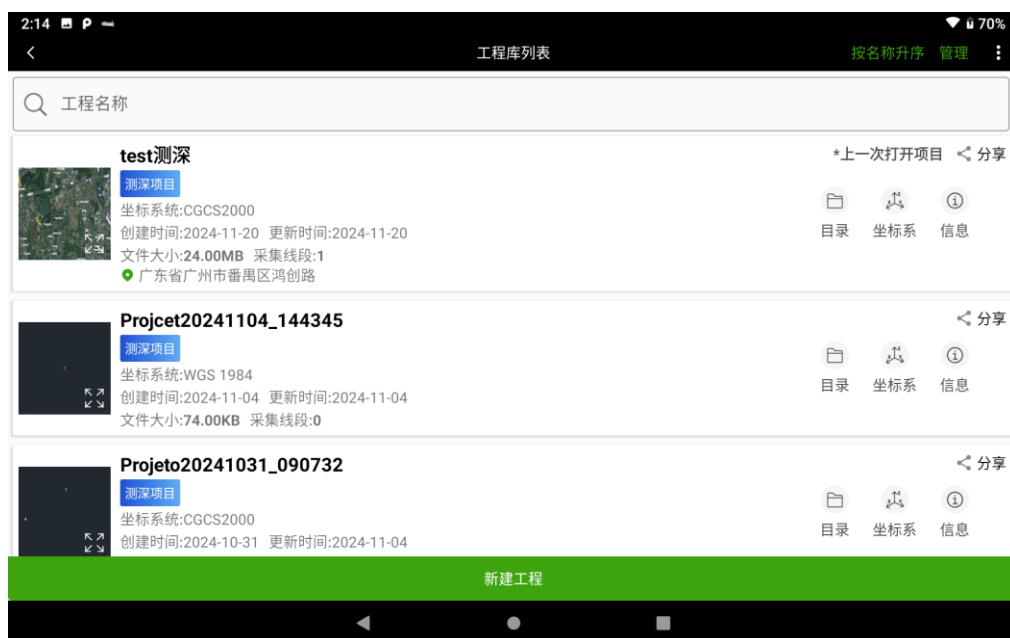 2:14 P 70%
工程库列表 按名称升序 管理
工程名称
test测深 *上一次打开项目 分享
测深项目
坐标系统:CGCS2000
创建时间:2024-11-20 更新时间:2024-11-20
文件大小:24.00MB 采集线段:1
广东省广州市番禺区鸿创路
目录 坐标系 信息
Projcet20241104_144345 分享
测深项目
坐标系统:WGS 1984
创建时间:2024-11-04 更新时间:2024-11-04
文件大小:74.00KB 采集线段:0
目录 坐标系 信息
Projeto20241031_090732 分享
测深项目
坐标系统:CGCS2000
创建时间:2024-10-31 更新时间:2024-11-04
目录 坐标系 信息
新建工程